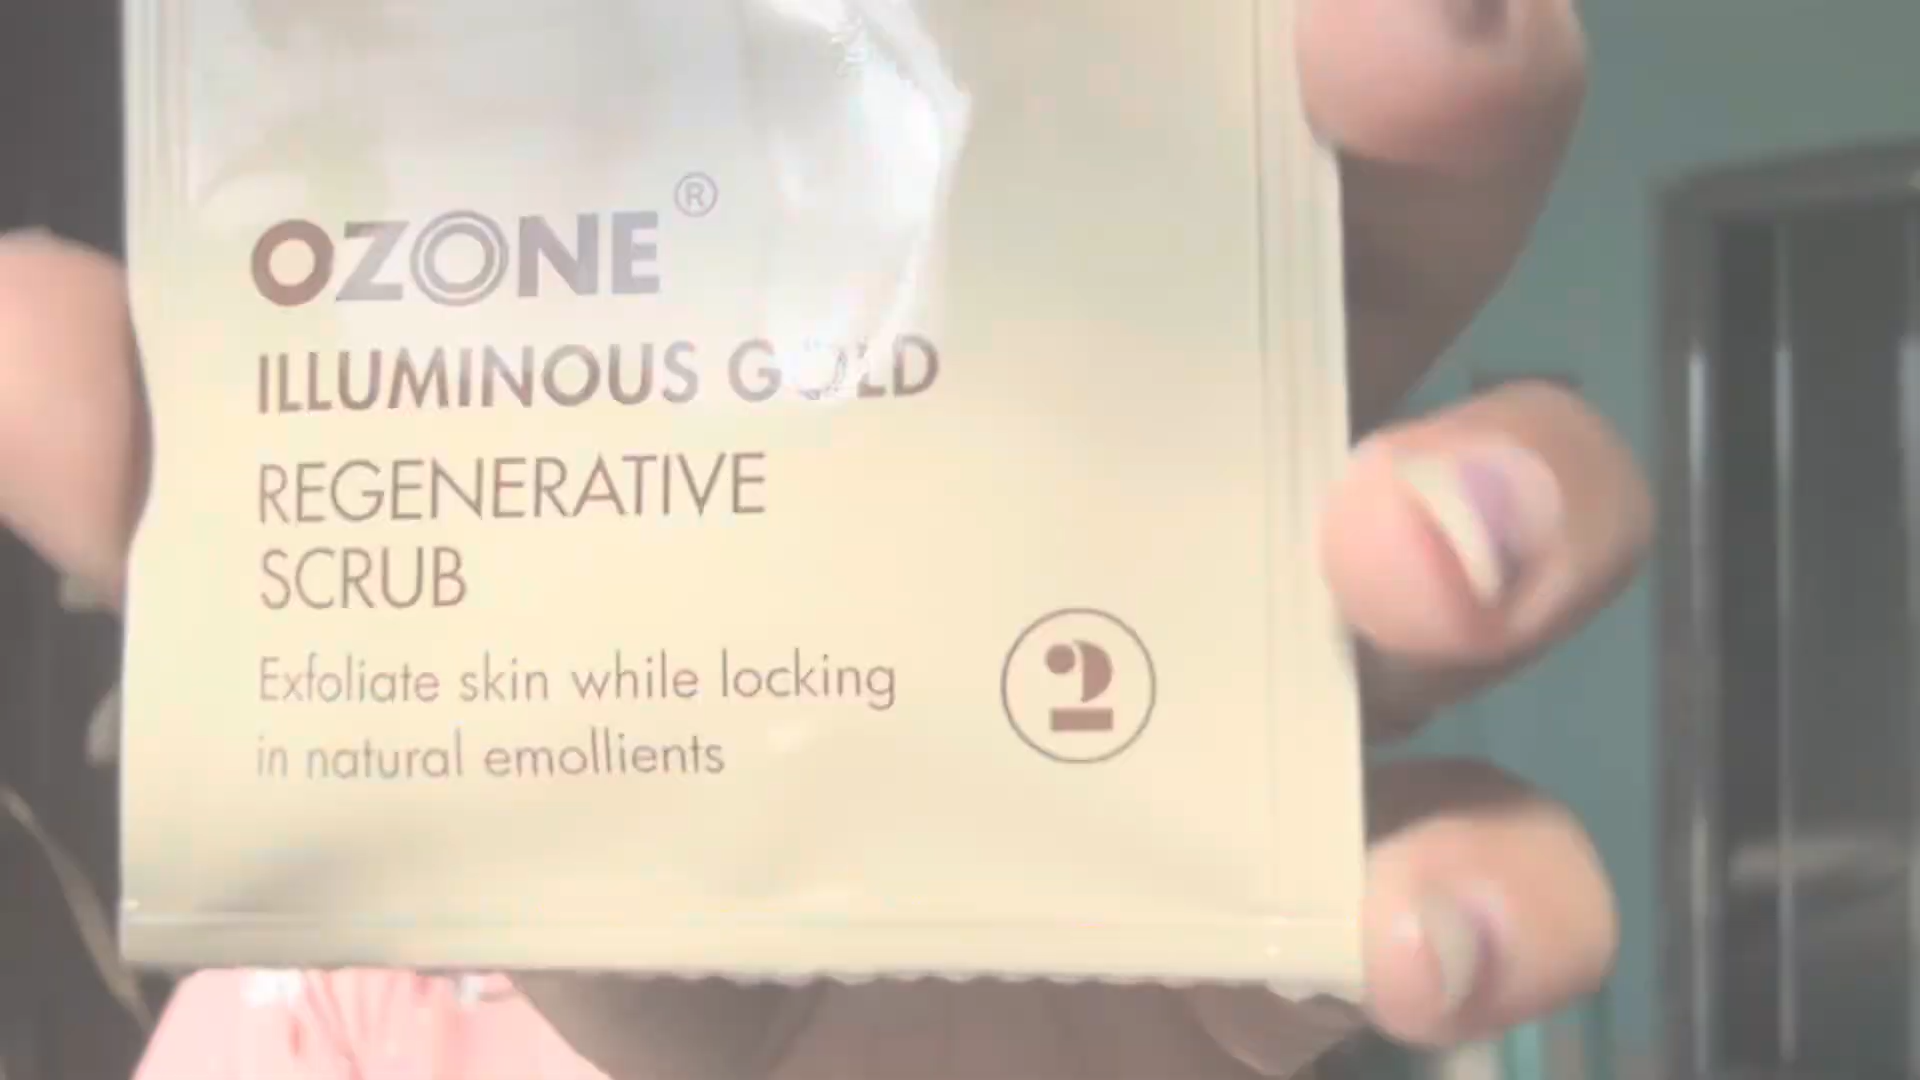 OZONE®
ILLUMINOUS GOLD
REGENERATIVE
SCRUB
Exfoliate skin while locking
in natural emollients
2